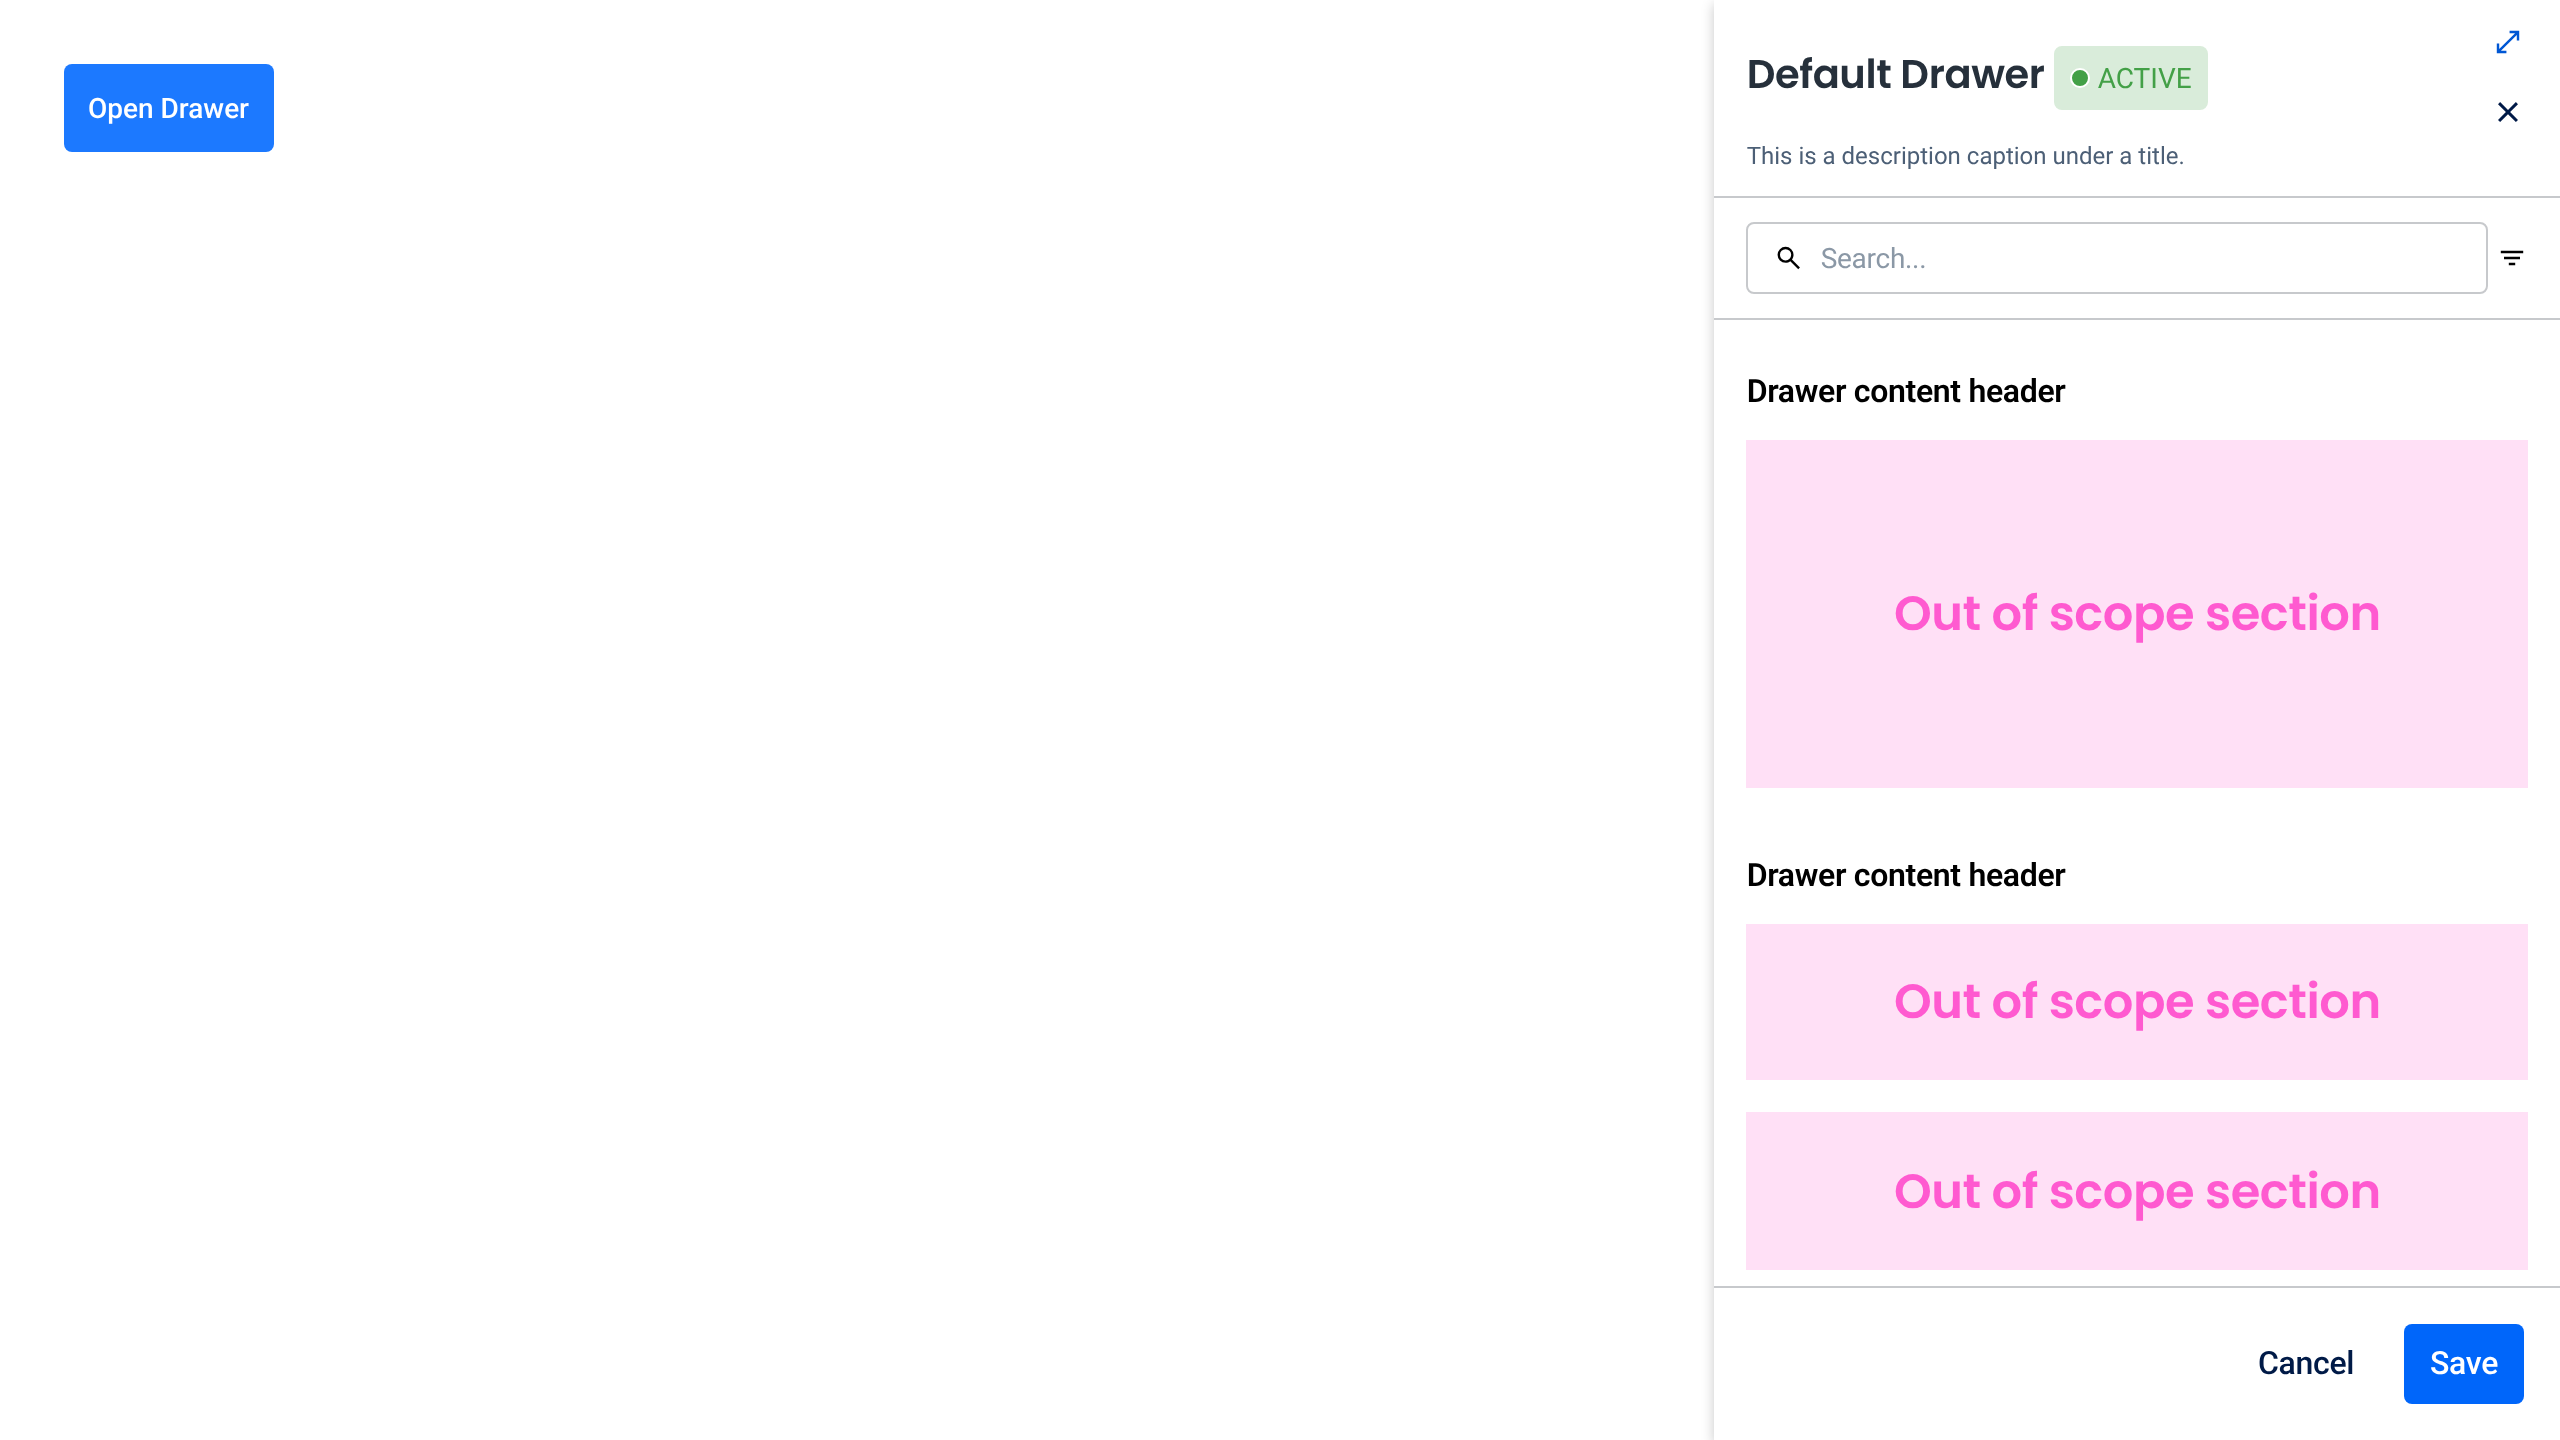 Open Drawer
Default Drawer ACTIVE
This is a description caption under a title.
Search...
Drawer content header
Out of scope section
Drawer content header
Out of scope section
Out of scope section
Cancel Save